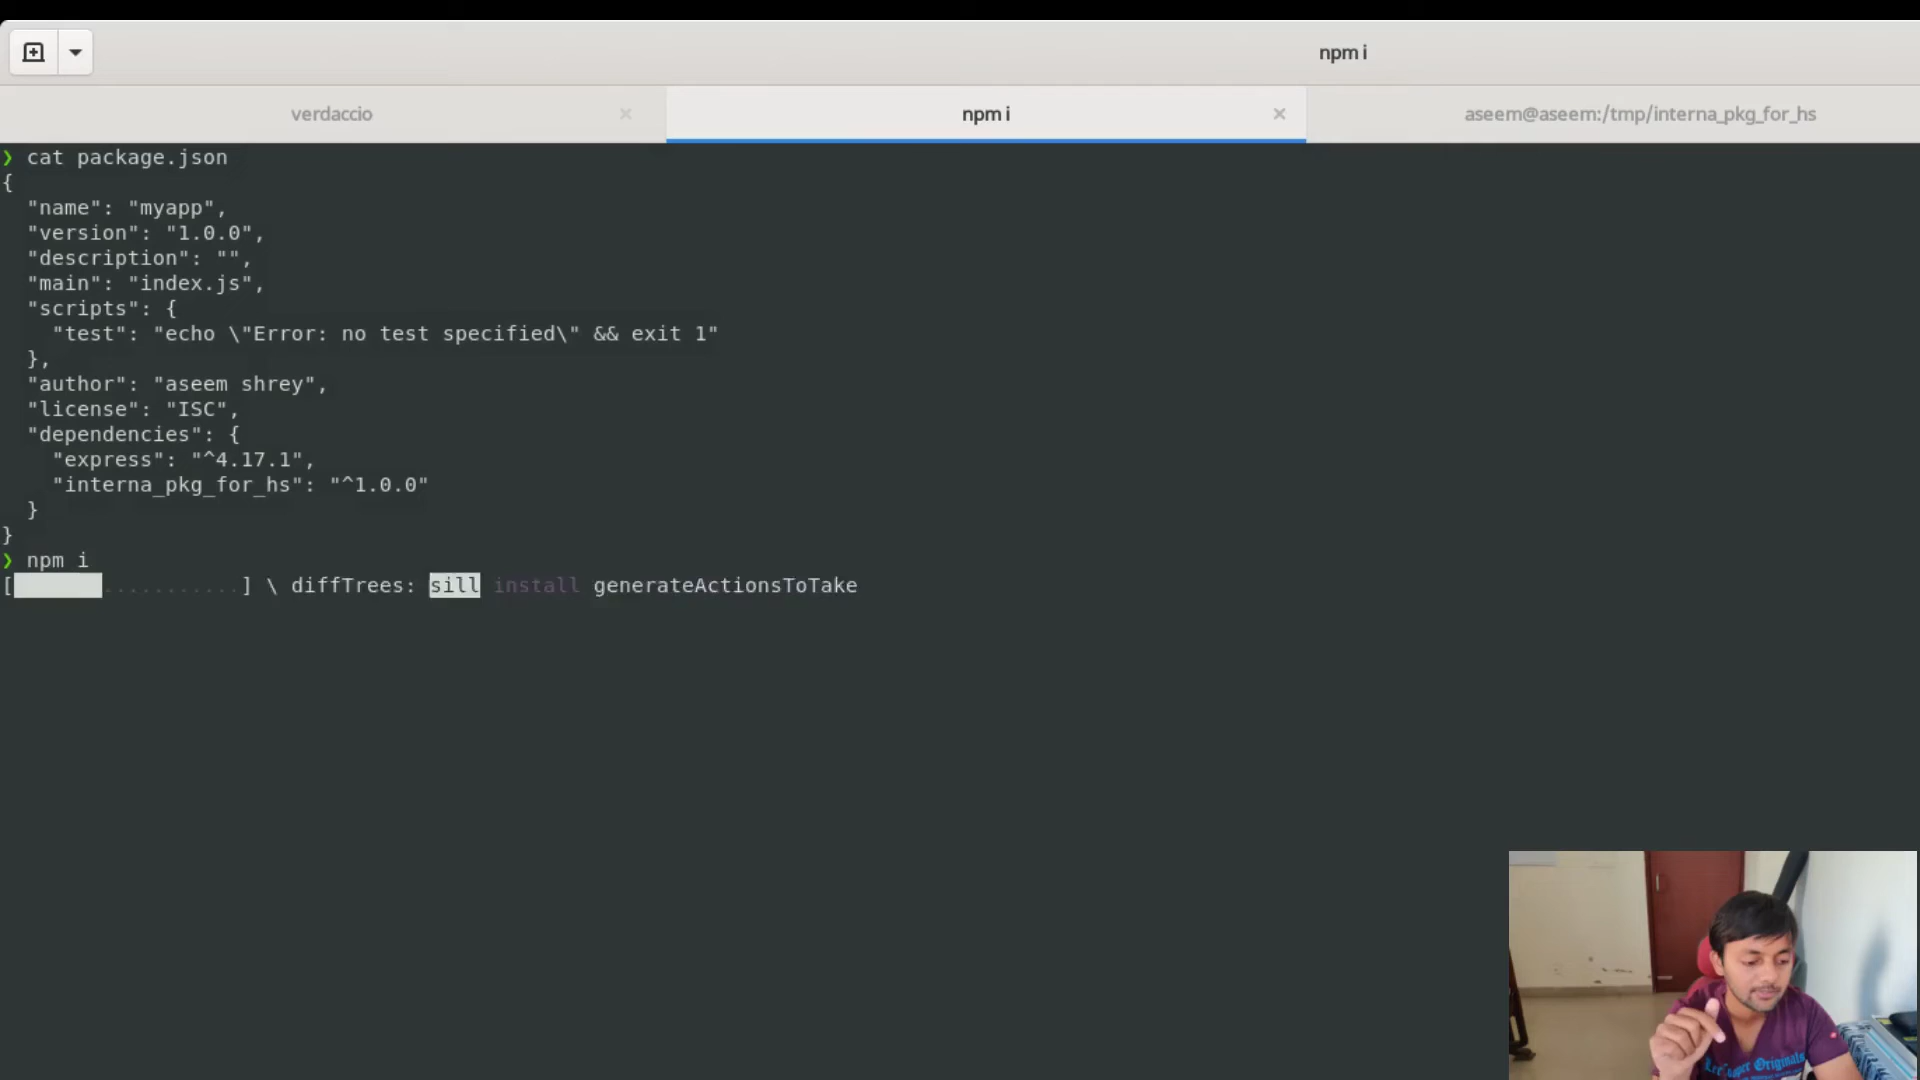 npm i
verdaccio
npm i
aseem@aseem:/tmp/interna_pkg_for_hs
❯ cat package.json
{
  "name": "myapp",
  "version": "1.0.0",
  "description": "",
  "main": "index.js",
  "scripts": {
    "test": "echo \"Error: no test specified\" && exit 1"
  },
  "author": "aseem shrey",
  "license": "ISC",
  "dependencies": {
    "express": "^4.17.1",
    "interna_pkg_for_hs": "^1.0.0"
  }
}
❯ npm i
[       ...........] \ diffTrees: sill install generateActionsToTake
Originals